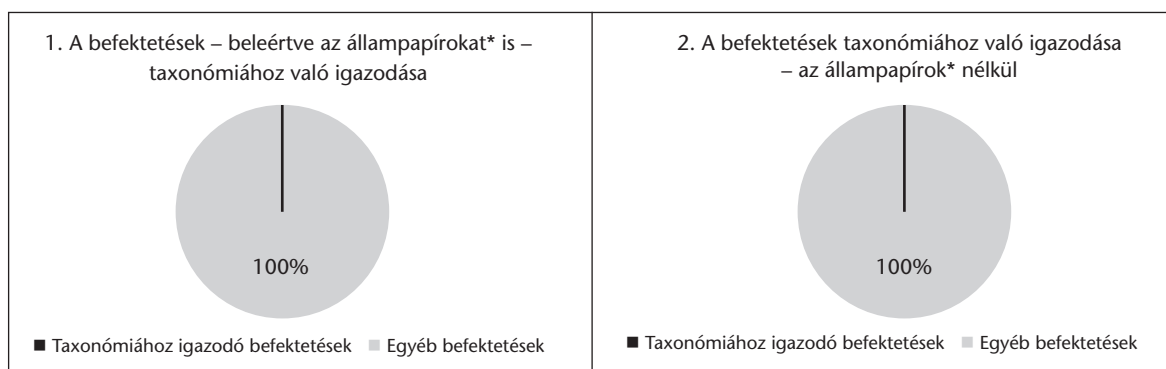 1. A befektetések – beleértve az állampapírokat* is –
taxonómiához való igazodása
100%
■ Taxonómiához igazodó befektetések ■ Egyéb befektetések
2. A befektetések taxonómiához való igazodása
– az állampapírok* nélkül
100%
■ Taxonómiához igazodó befektetések ■ Egyéb befektetések